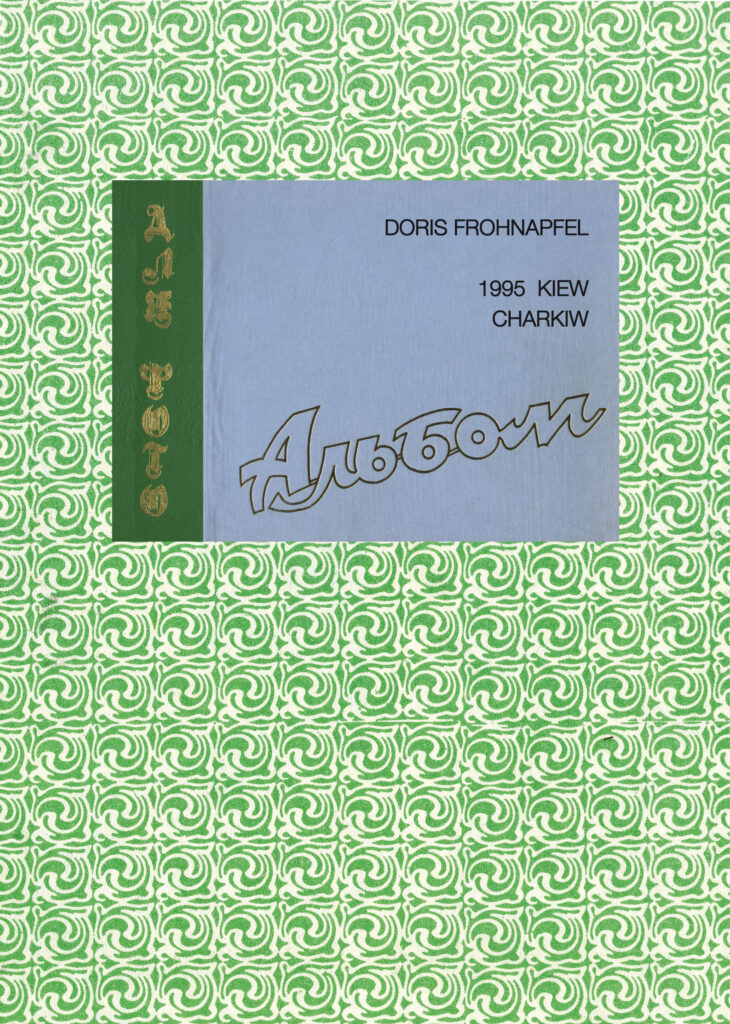 ДЛЯ ФОТО
DORIS FROHNAPFEL
1995 KIEW
CHARKIW
Альбом